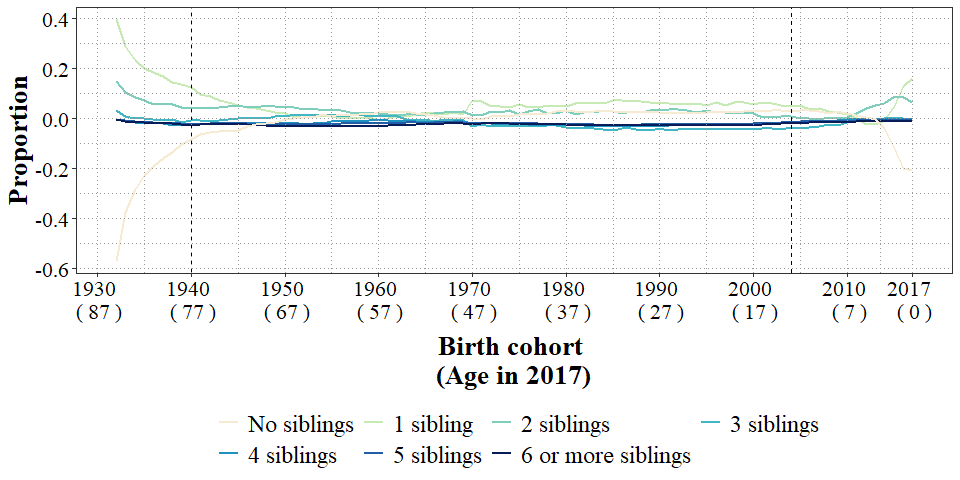 0.4
0.2
0.0
-0.2
-0.4
-0.6
Proportion
1930 1940 1950 1960 1970 1980 1990 2000 2010 2017
( 87 ) ( 77 ) ( 67 ) ( 57 ) ( 47 ) ( 37 ) ( 27 ) ( 17 ) ( 7 ) ( 0 )
Birth cohort
(Age in 2017)
No siblings 1 sibling 2 siblings 3 siblings
4 siblings 5 siblings 6 or more siblings